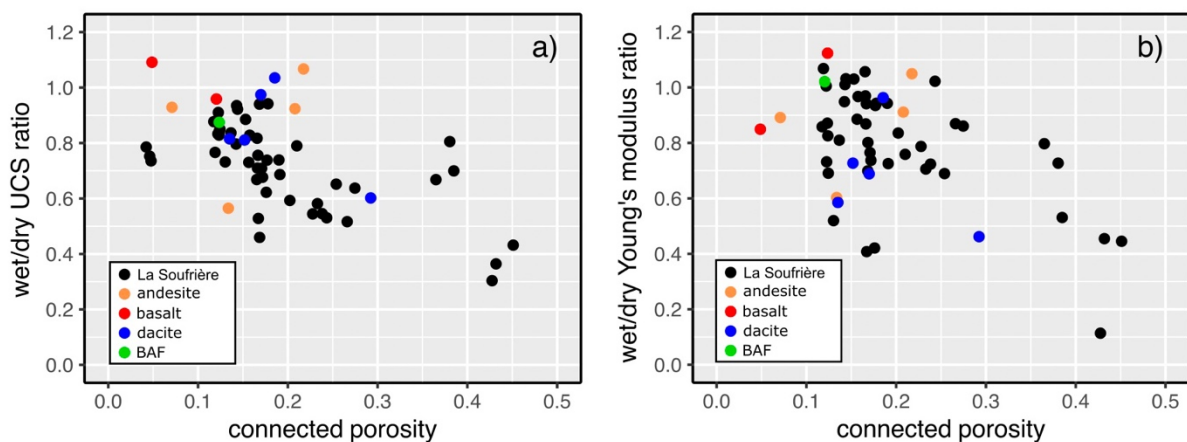 a)
wet/dry UCS ratio
1.2
1.0
0.8
0.6
0.4
0.2
0.0
La Soufrière
andesite
basalt
dacite
BAF
0.0 0.1 0.2 0.3 0.4 0.5
connected porosity
b)
wet/dry Young's modulus ratio
1.2
1.0
0.8
0.6
0.4
0.2
0.0
La Soufrière
andesite
basalt
dacite
BAF
0.0 0.1 0.2 0.3 0.4 0.5
connected porosity